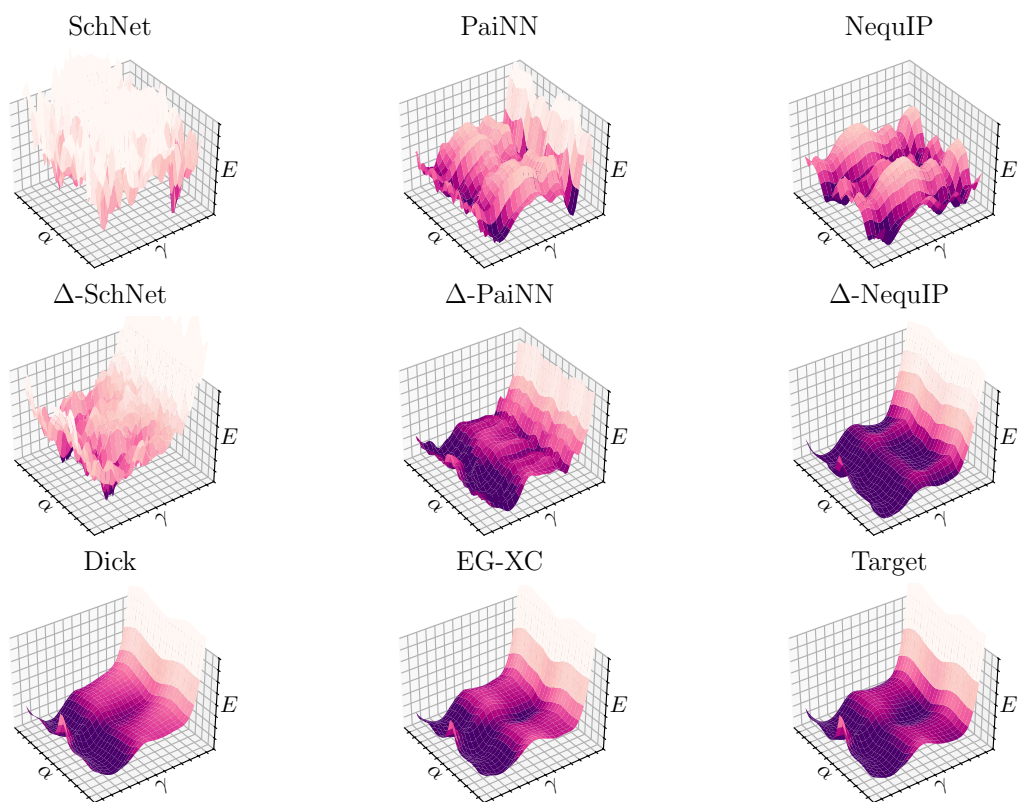 SchNet
PaiNN
NequIP
E
α
γ
E
α
γ
E
α
γ
Δ-SchNet
Δ-PaiNN
Δ-NequIP
E
α
γ
E
α
γ
E
α
γ
Dick
EG-XC
Target
E
α
γ
E
α
γ
E
α
γ